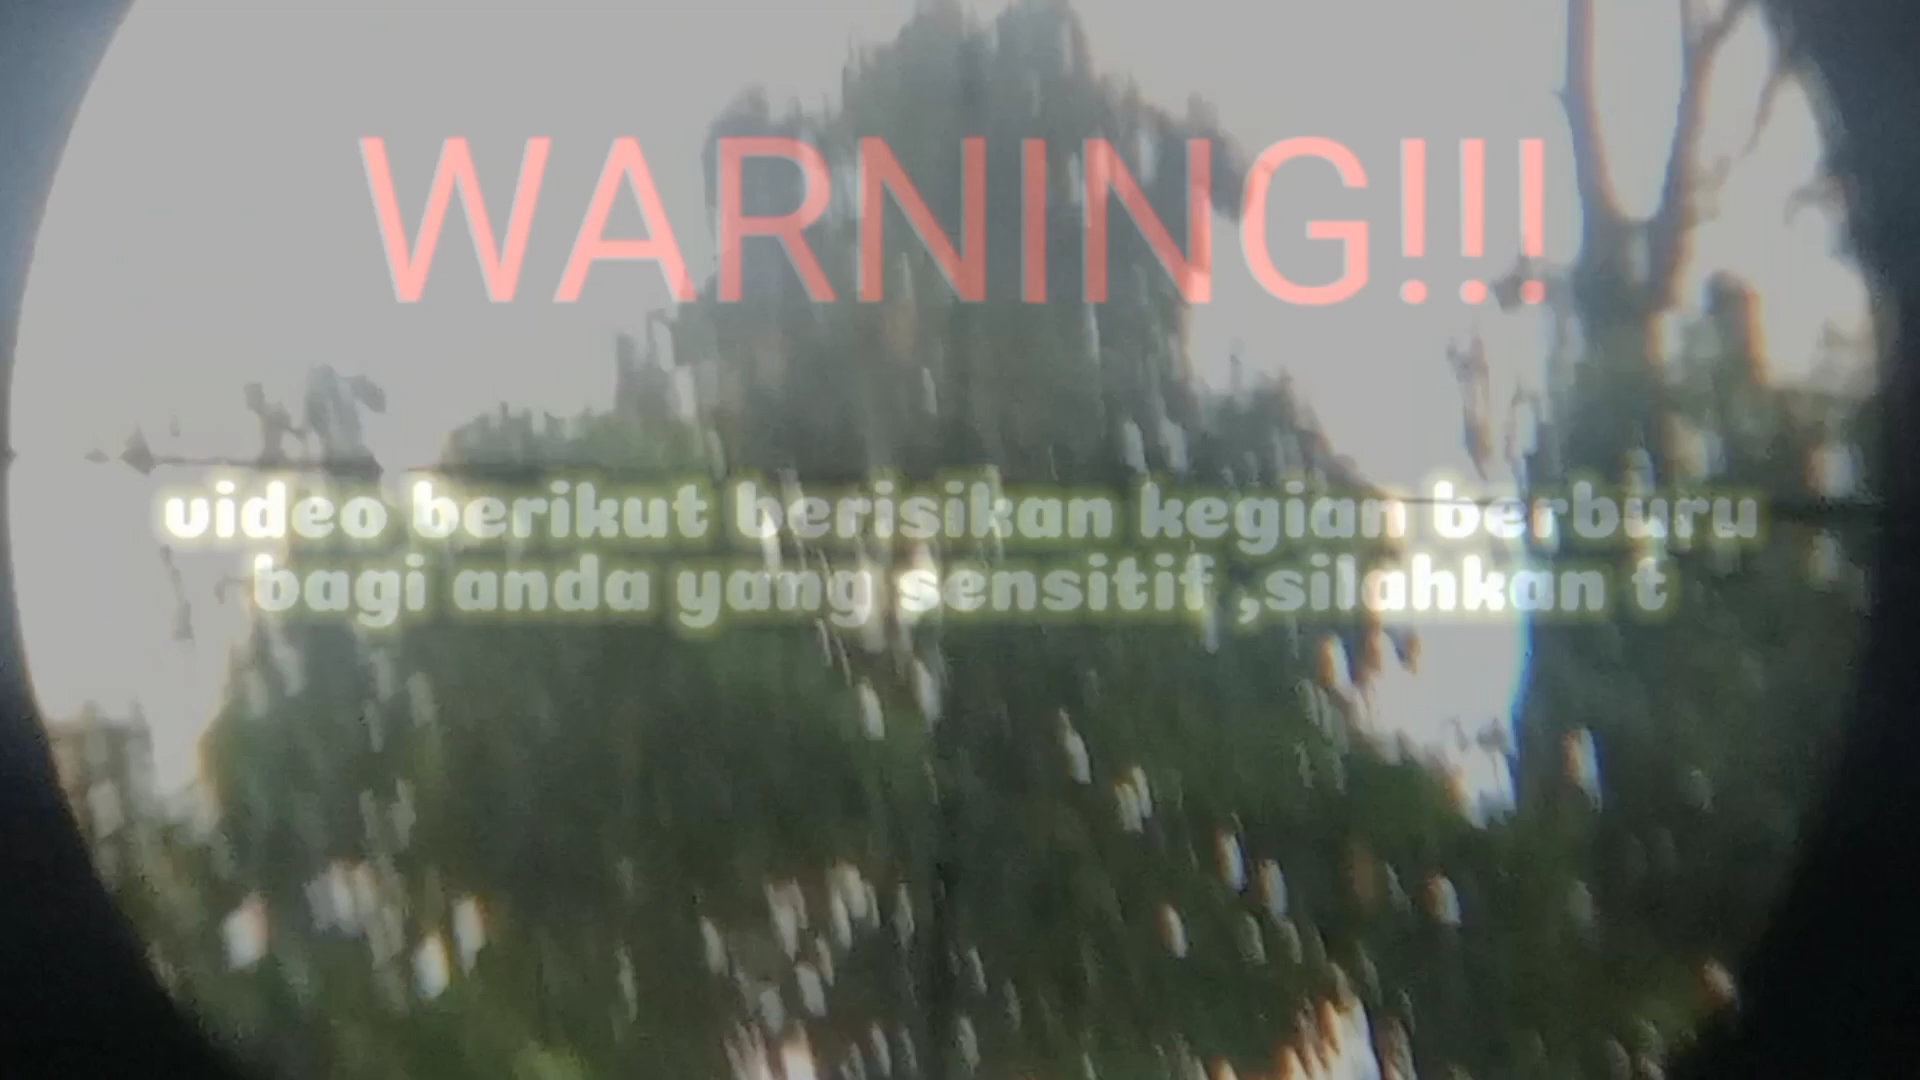 WARNING!!!
video berikut berisikan kegian berburu
bagi anda yang sensitif ,silahkan t